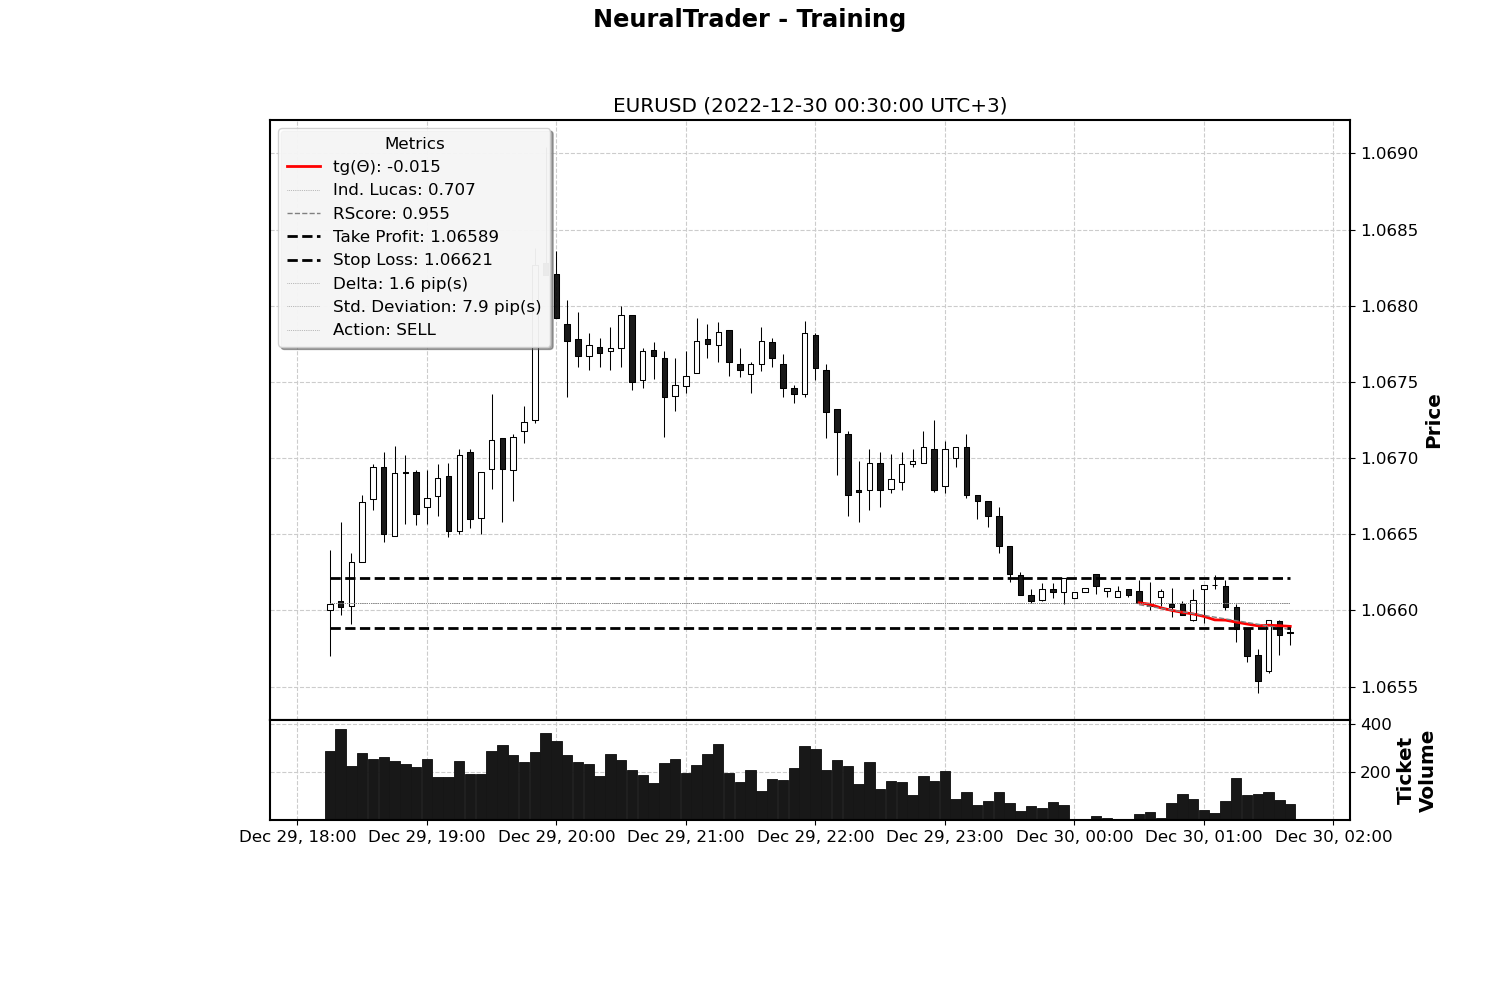 NeuralTrader - Training
EURUSD (2022-12-30 00:30:00 UTC+3)
Metrics
tg(Θ): -0.015
Ind. Lucas: 0.707
RScore: 0.955
Take Profit: 1.06589
Stop Loss: 1.06621
Delta: 1.6 pip(s)
Std. Deviation: 7.9 pip(s)
Action: SELL
1.0690
1.0685
1.0680
1.0675
1.0670
1.0665
1.0660
1.0655
Price
400
200
Ticket
Volume
Dec 29, 18:00 Dec 29, 19:00 Dec 29, 20:00 Dec 29, 21:00 Dec 29, 22:00 Dec 29, 23:00 Dec 30, 00:00 Dec 30, 01:00 Dec 30, 02:00